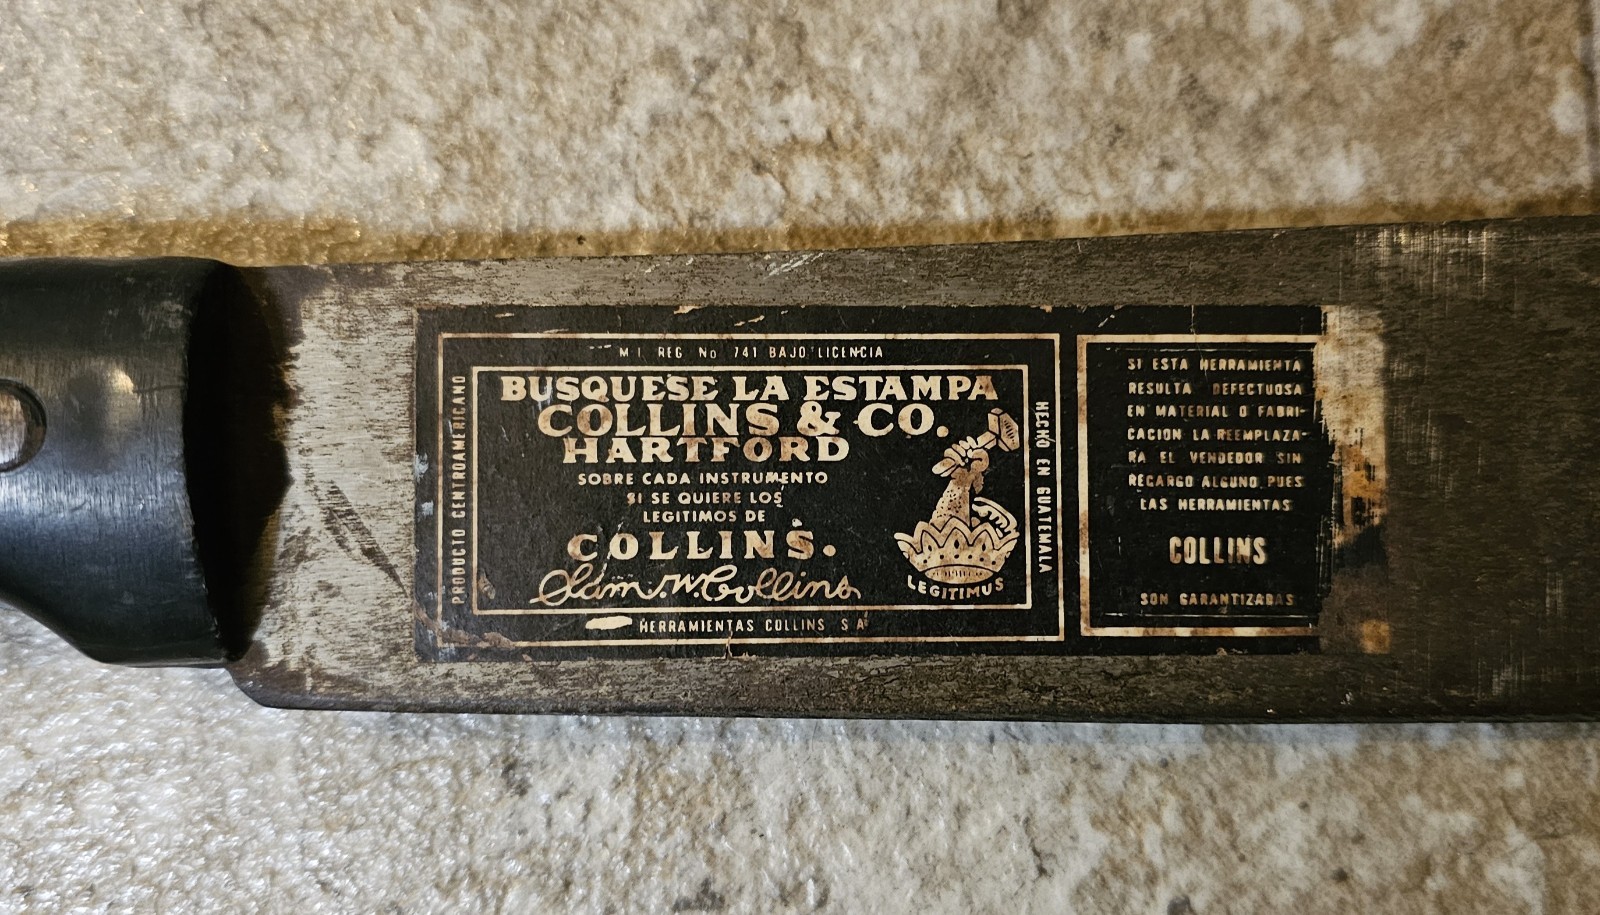 M.I. REG No 741 BAJO LICENCIA
PRODUCTO CENTROAMERICANO
BUSQUESE LA ESTAMPA
COLLINS & CO.
HARTFORD
SOBRE CADA INSTRUMENTO
SI SE QUIERE LOS
LEGITIMOS DE
COLLINS.
Sam. W. Collins
LEGITIMUS
HECHO EN GUATEMALA
HERRAMIENTAS COLLINS S A
SI ESTA HERRAMIENTA
RESULTA DEFECTUOSA
EN MATERIAL O FABRI-
CACION LA REEMPLAZA-
RA EL VENDEDOR SIN
RECARGO ALGUNO, PUES
LAS HERRAMIENTAS
COLLINS
SON GARANTIZADAS